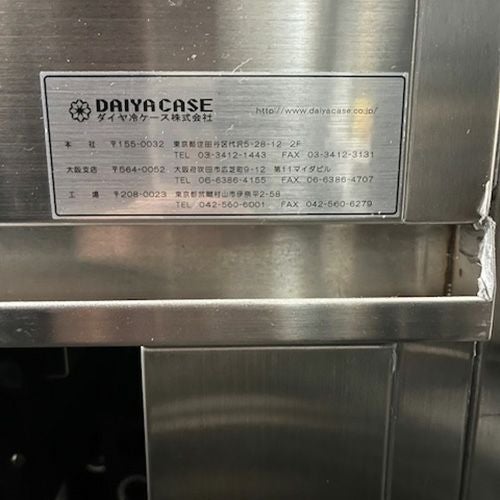 DAIYA CASE
ダイヤ冷ケース株式会社
http://www.daiyacase.co.jp/
本 社 〒155-0032 東京都世田谷区代沢5-28-12 2F
TEL 03-3412-1443 FAX 03-3412-3131
大阪支店 〒564-0052 大阪府吹田市広芝町9-12 第11マイダビル
TEL 06-6386-4155 FAX 06-6386-4707
工 場 〒208-0023 東京都武蔵村山市伊奈平2-58
TEL 042-560-6001 FAX 042-560-6279